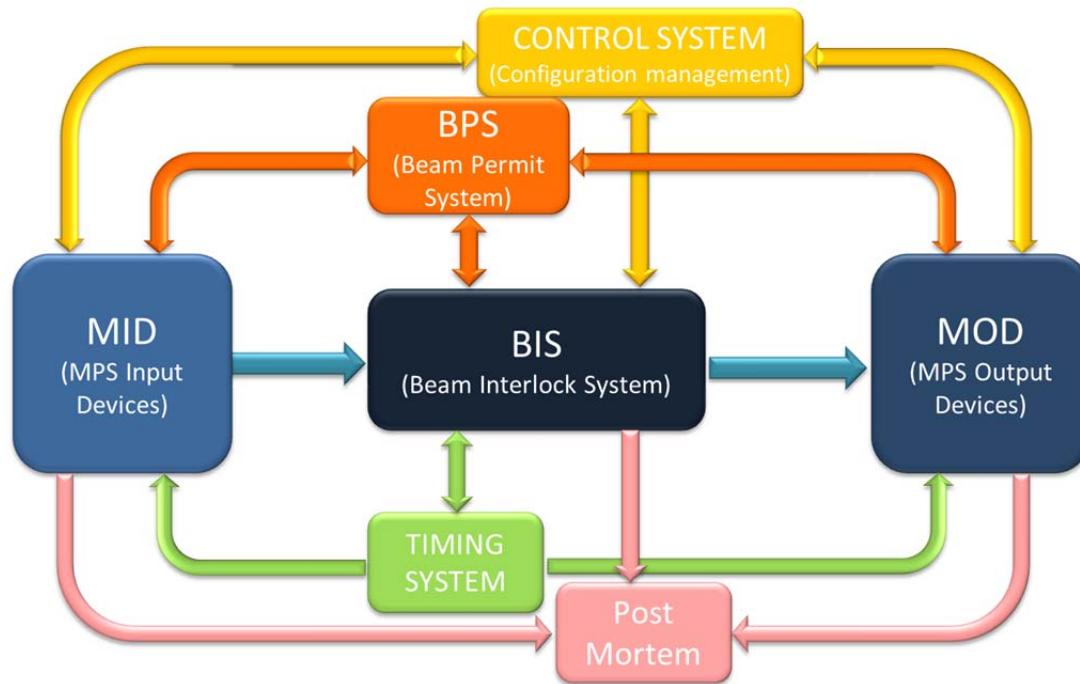 CONTROL SYSTEM
(Configuration management)
BPS
(Beam Permit
System)
MID
(MPS Input
Devices)
BIS
(Beam Interlock System)
MOD
(MPS Output
Devices)
TIMING
SYSTEM
Post
Mortem